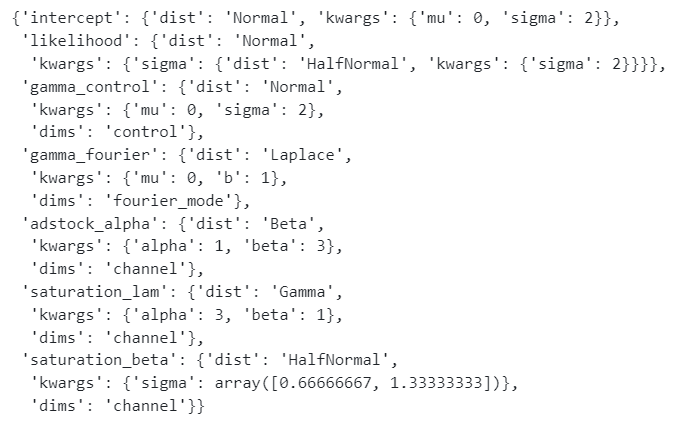 {'intercept': {'dist': 'Normal', 'kwargs': {'mu': 0, 'sigma': 2}},
 'likelihood': {'dist': 'Normal',
  'kwargs': {'sigma': {'dist': 'HalfNormal', 'kwargs': {'sigma': 2}}}},
 'gamma_control': {'dist': 'Normal',
  'kwargs': {'mu': 0, 'sigma': 2},
  'dims': 'control'},
 'gamma_fourier': {'dist': 'Laplace',
  'kwargs': {'mu': 0, 'b': 1},
  'dims': 'fourier_mode'},
 'adstock_alpha': {'dist': 'Beta',
  'kwargs': {'alpha': 1, 'beta': 3},
  'dims': 'channel'},
 'saturation_lam': {'dist': 'Gamma',
  'kwargs': {'alpha': 3, 'beta': 1},
  'dims': 'channel'},
 'saturation_beta': {'dist': 'HalfNormal',
  'kwargs': {'sigma': array([0.66666667, 1.33333333])},
  'dims': 'channel'}}